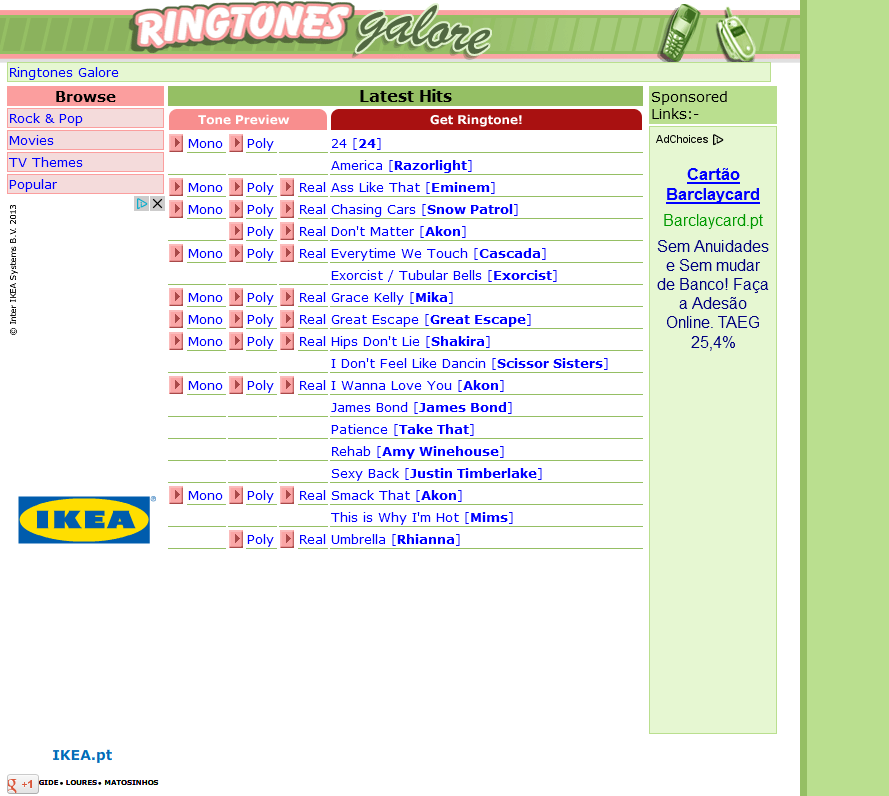 RINGTONES galore
Ringtones Galore
Browse
Rock & Pop
Movies
TV Themes
Popular
© Inter IKEA Systems B.V. 2013
IKEA®
IKEA.pt
g +1 GIDE• LOURES• MATOSINHOS
Latest Hits
Tone Preview Get Ringtone!
Mono Poly 24 [24]
America [Razorlight]
Mono Poly Real Ass Like That [Eminem]
Mono Poly Real Chasing Cars [Snow Patrol]
Poly Real Don't Matter [Akon]
Mono Poly Real Everytime We Touch [Cascada]
Exorcist / Tubular Bells [Exorcist]
Mono Poly Real Grace Kelly [Mika]
Mono Poly Real Great Escape [Great Escape]
Mono Poly Real Hips Don't Lie [Shakira]
I Don't Feel Like Dancin [Scissor Sisters]
Mono Poly Real I Wanna Love You [Akon]
James Bond [James Bond]
Patience [Take That]
Rehab [Amy Winehouse]
Sexy Back [Justin Timberlake]
Mono Poly Real Smack That [Akon]
This is Why I'm Hot [Mims]
Poly Real Umbrella [Rhianna]
Sponsored
Links:-
AdChoices
Cartão
Barclaycard
Barclaycard.pt
Sem Anuidades
e Sem mudar
de Banco! Faça
a Adesão
Online. TAEG
25,4%